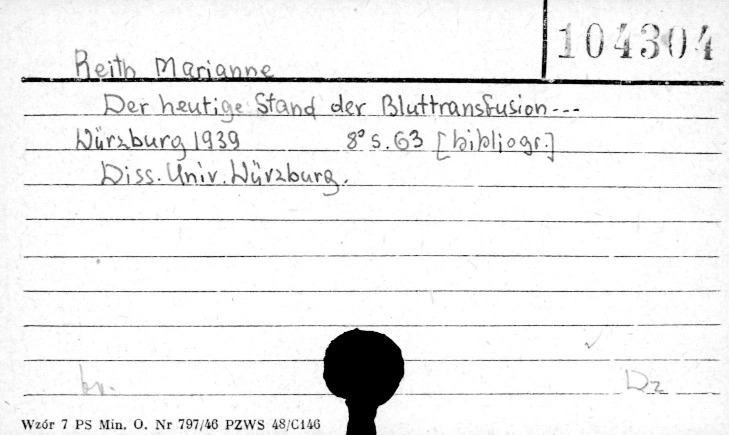 104304
Reith Marianne
Der heutige Stand der Bluttransfusion---
Würzburg 1939 8° s. 63 [bibliogr.]
Diss. Univ. Würzburg.
br. Dz
Wzór 7 PS Min. O. Nr 797/46 PZWS 48/C146